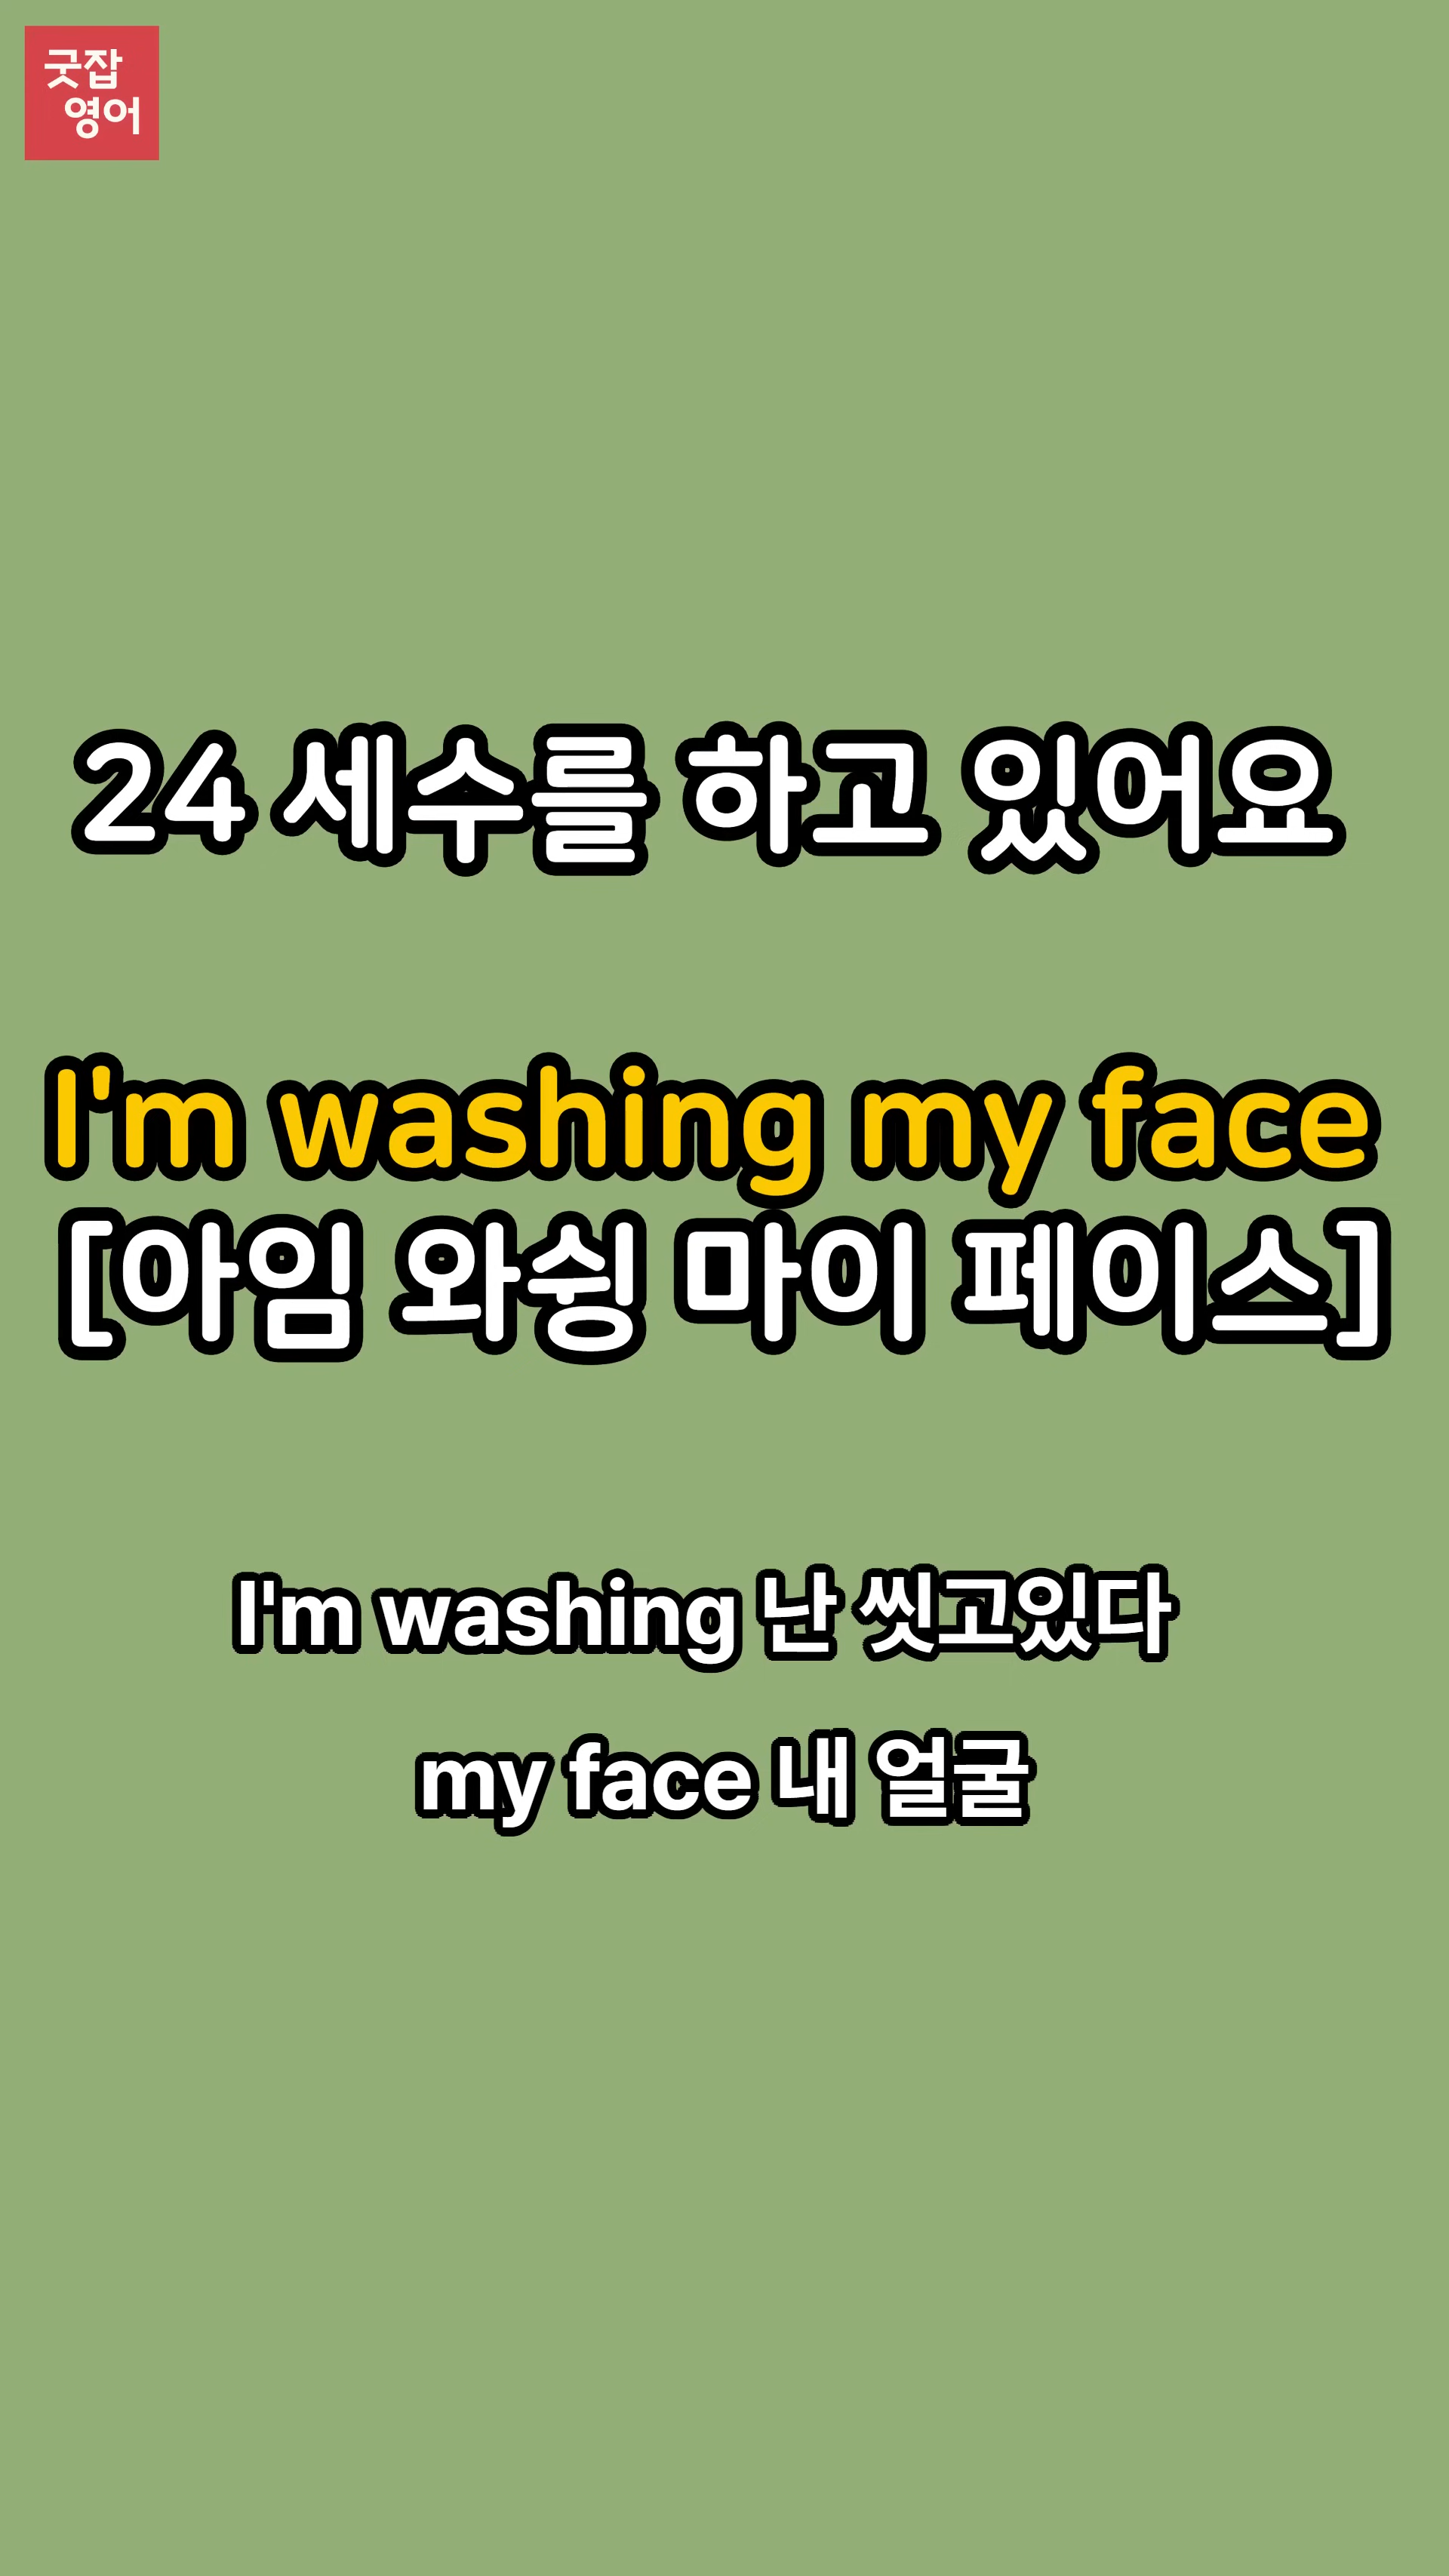 굿잡
영어
24 세수를 하고 있어요
I'm washing my face
[아임 와슁 마이 페이스]
I'm washing 난 씻고있다
my face 내 얼굴